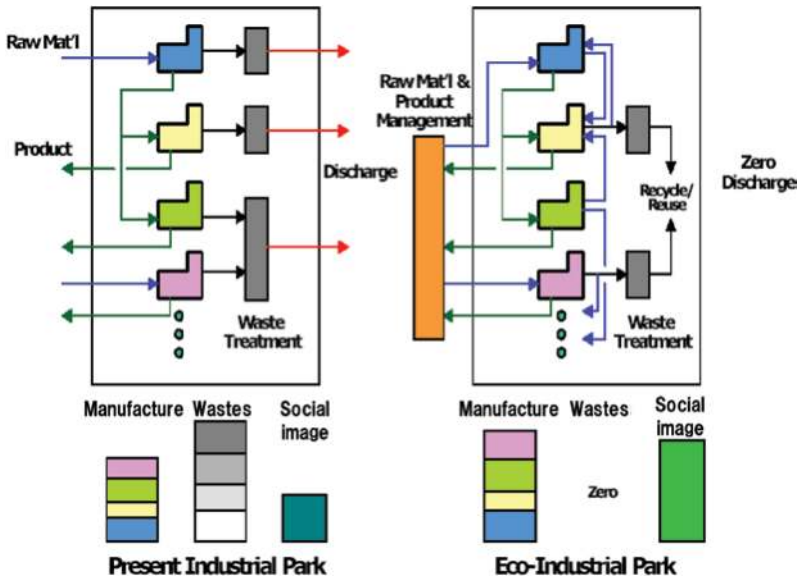 Raw Mat'l
Product
Discharge
Waste
Treatment
Manufacture Wastes Social
image
Present Industrial Park
Raw Mat'l &
Product
Management
Recycle/
Reuse
Zero
Discharge
Waste
Treatment
Manufacture Wastes Social
image
Zero
Eco-Industrial Park